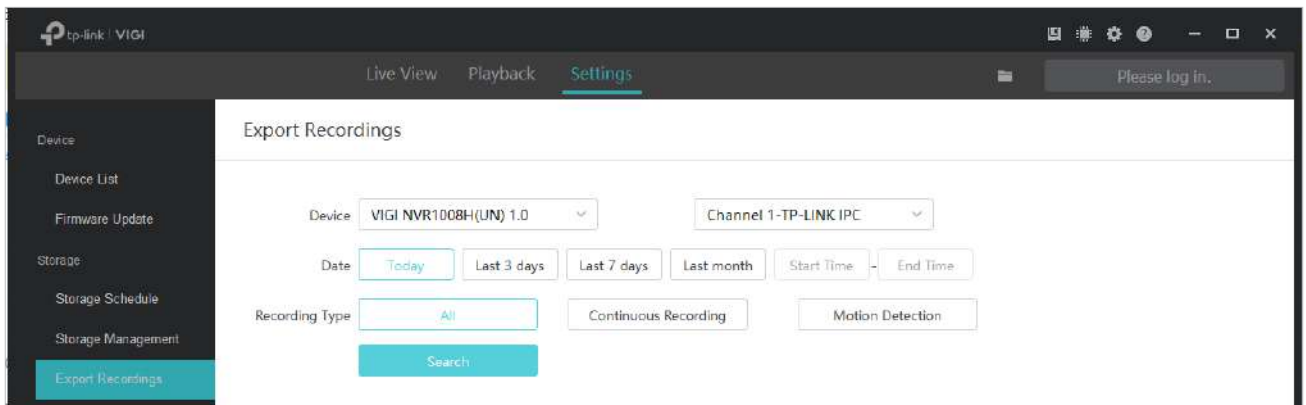 tp-link | VIGI
Live View Playback Settings Please log in.
Device
Device List
Firmware Update
Storage
Storage Schedule
Storage Management
Export Recordings
Export Recordings
Device VIGI NVR1008H(UN) 1.0 Channel 1-TP-LINK IPC
Date Today Last 3 days Last 7 days Last month Start Time - End Time
Recording Type All Continuous Recording Motion Detection
Search